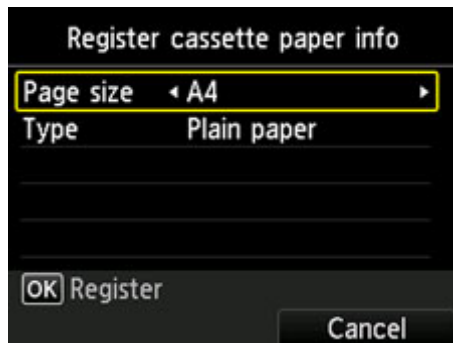 Register cassette paper info
Page size A4
Type Plain paper
OK Register
Cancel